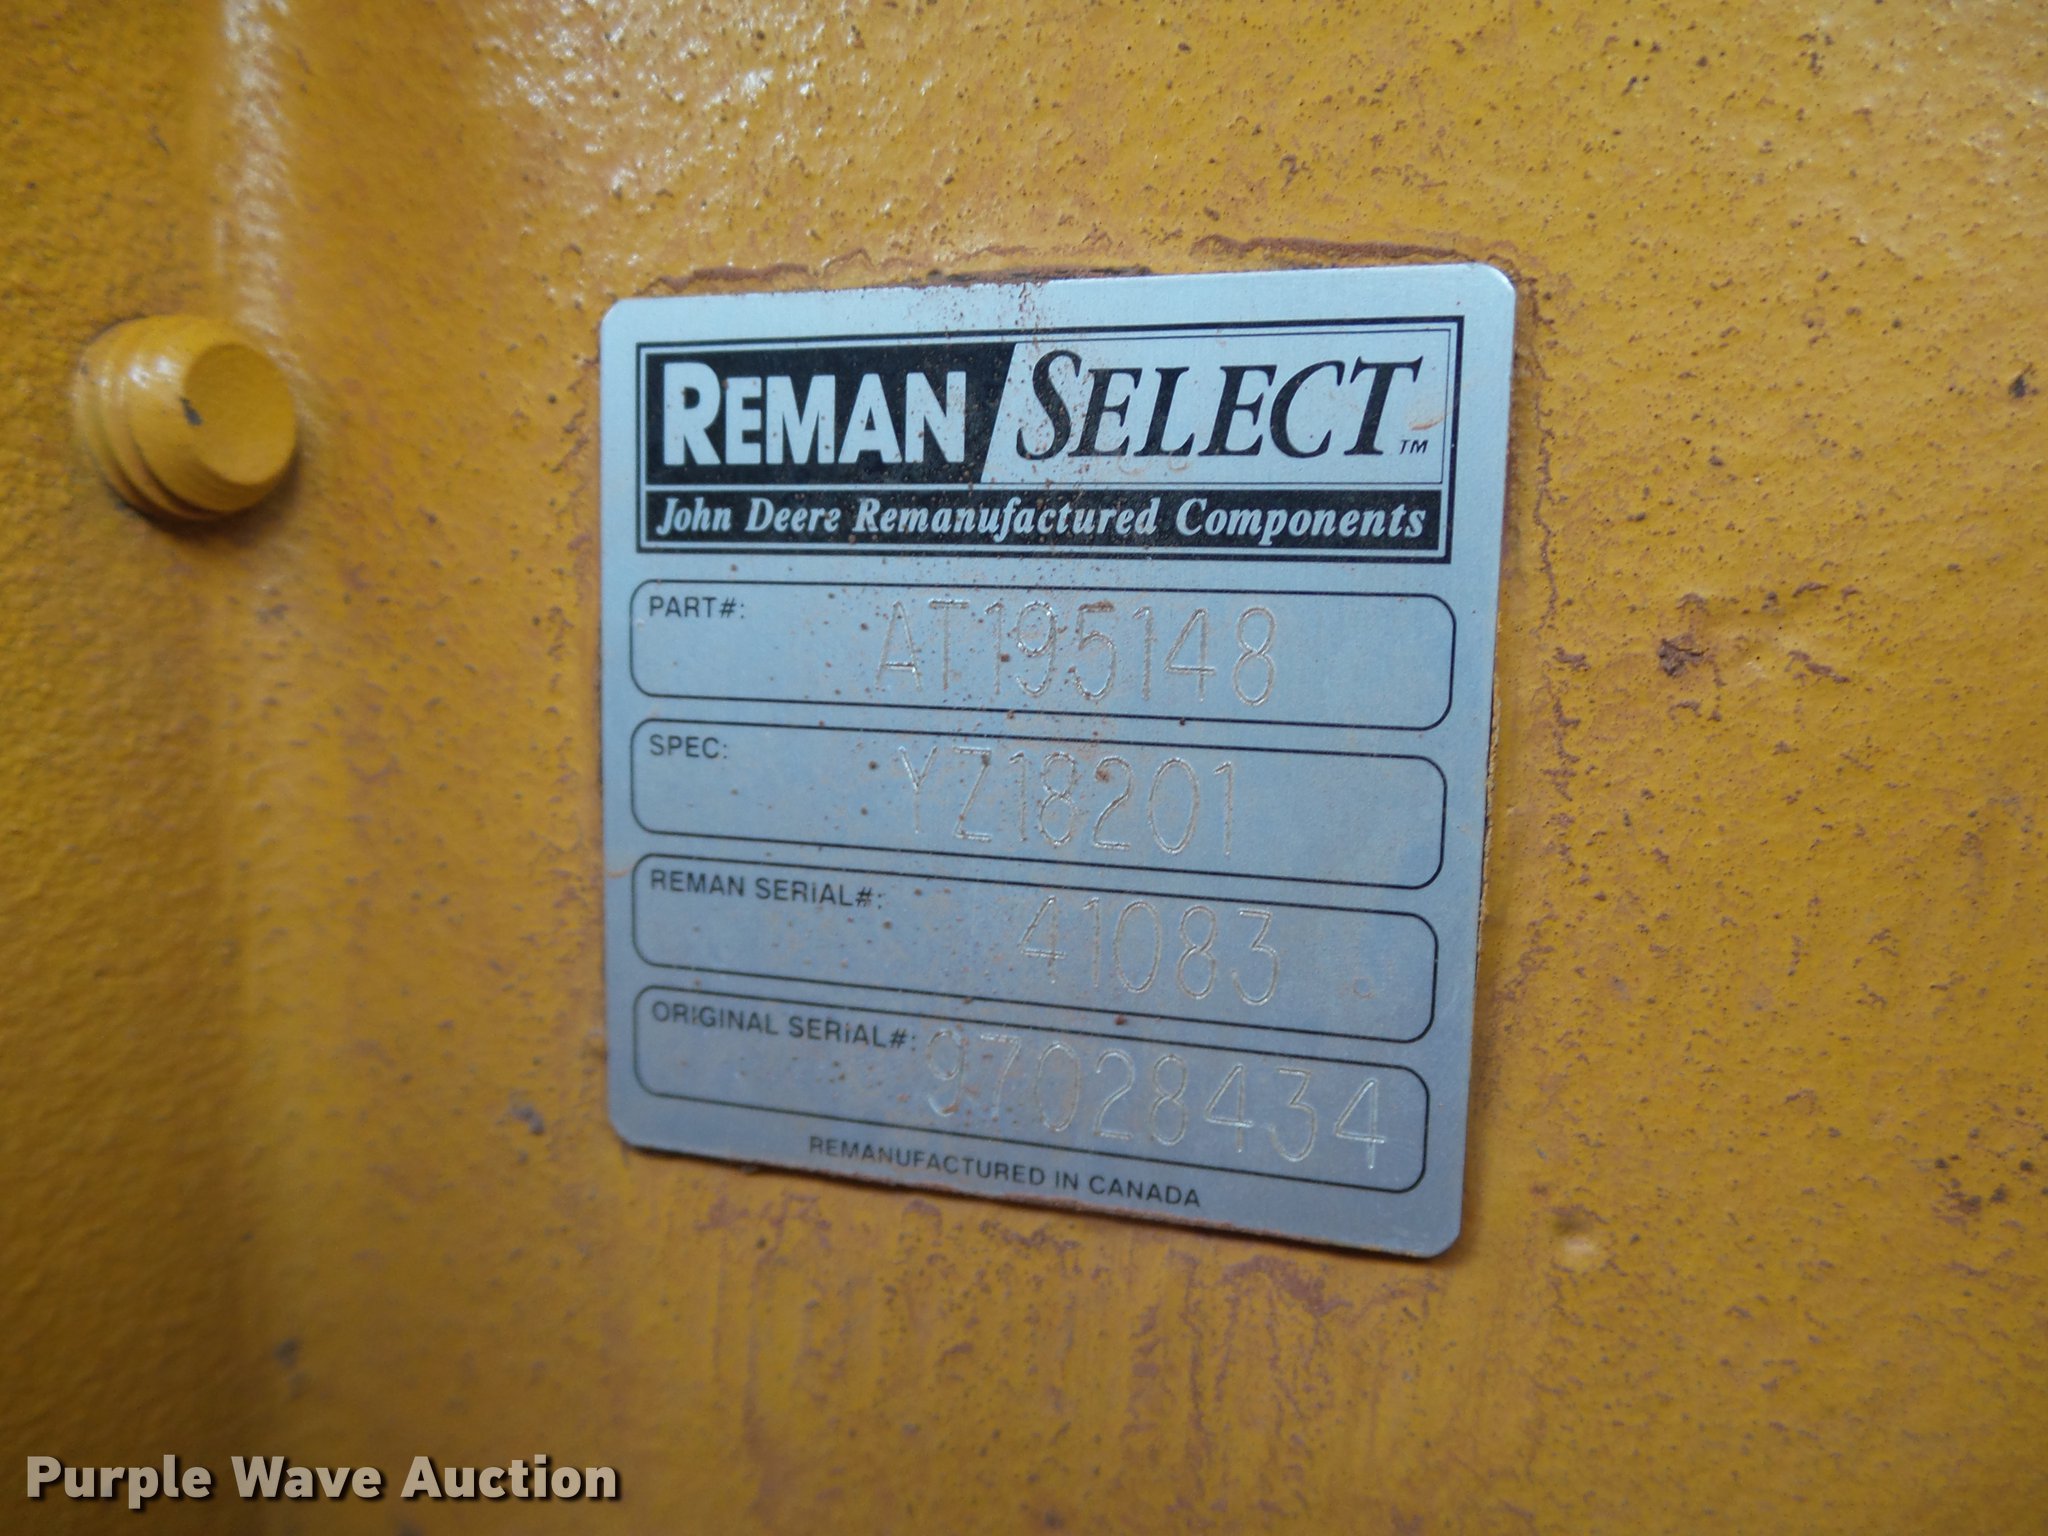 REMAN SELECT™
John Deere Remanufactured Components
PART#: AT195148
SPEC: YZ18201
REMAN SERIAL#: 41083
ORIGINAL SERIAL#: 97028434
REMANUFACTURED IN CANADA
Purple Wave Auction